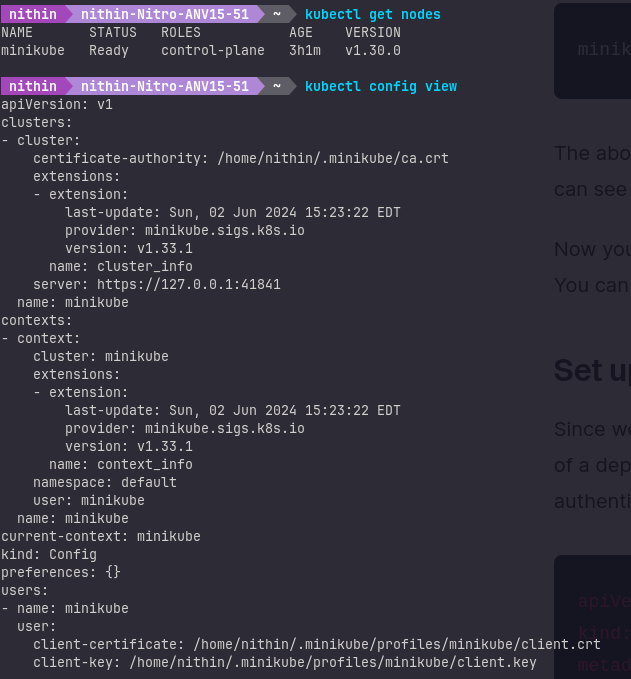 nithin nithin-Nitro-ANV15-51 ~ kubectl get nodes
NAME       STATUS   ROLES           AGE    VERSION
minikube   Ready    control-plane   3h1m   v1.30.0
nithin nithin-Nitro-ANV15-51 ~ kubectl config view
apiVersion: v1
clusters:
- cluster:
    certificate-authority: /home/nithin/.minikube/ca.crt
    extensions:
    - extension:
        last-update: Sun, 02 Jun 2024 15:23:22 EDT
        provider: minikube.sigs.k8s.io
        version: v1.33.1
      name: cluster_info
    server: https://127.0.0.1:41841
  name: minikube
contexts:
- context:
    cluster: minikube
    extensions:
    - extension:
        last-update: Sun, 02 Jun 2024 15:23:22 EDT
        provider: minikube.sigs.k8s.io
        version: v1.33.1
      name: context_info
    namespace: default
    user: minikube
  name: minikube
current-context: minikube
kind: Config
preferences: {}
users:
- name: minikube
  user:
    client-certificate: /home/nithin/.minikube/profiles/minikube/client.crt
    client-key: /home/nithin/.minikube/profiles/minikube/client.key
minik
The abo
can see
Now you
You can
Set up
Since we
of a dep
authenti
apiVe
kind:
metad